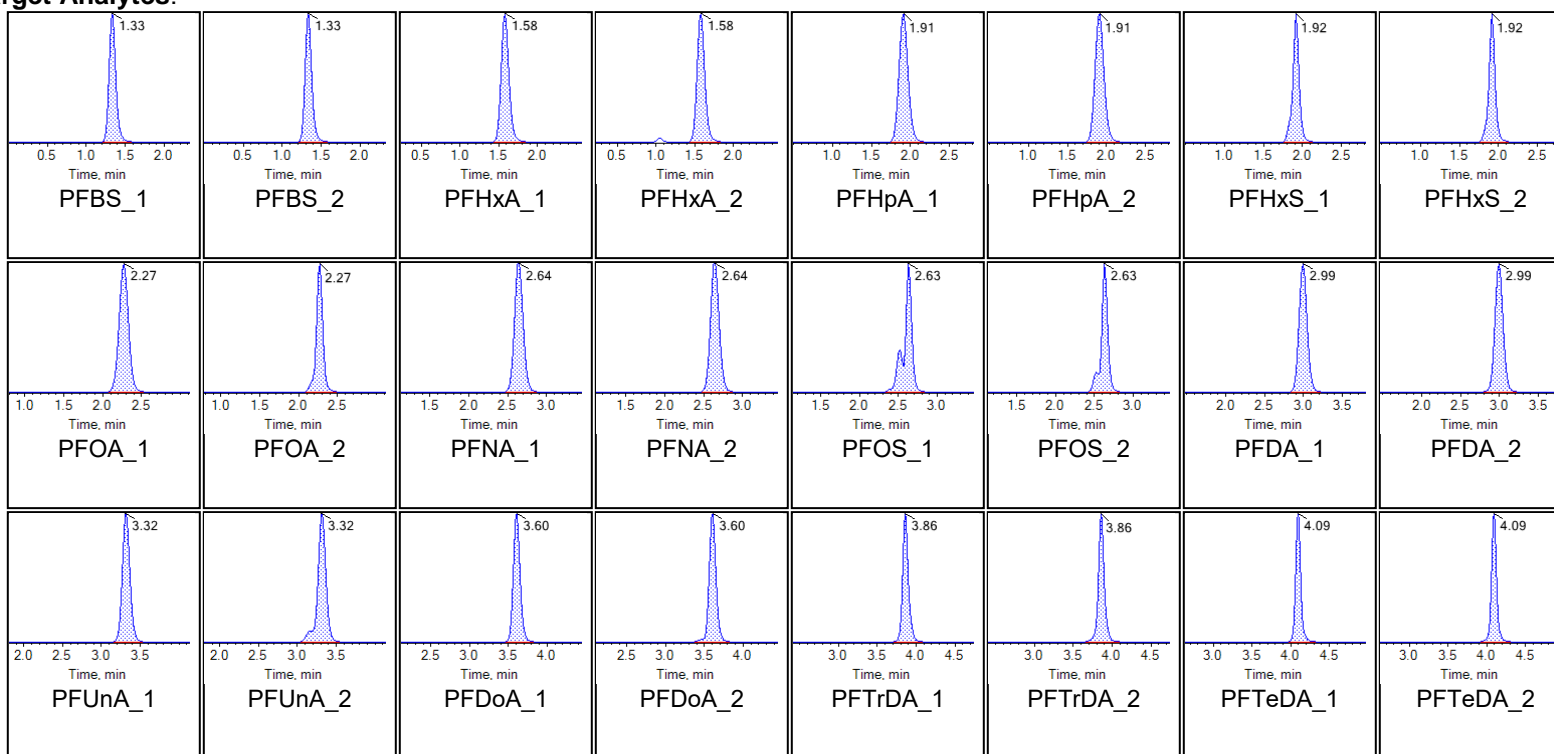 rget Analytes:
1.33 1.33 1.58 1.58 1.91 1.91 1.92 1.92
0.5 1.0 1.5 2.0 0.5 1.0 1.5 2.0 0.5 1.0 1.5 2.0 0.5 1.0 1.5 2.0 1.0 1.5 2.0 2.5 1.0 1.5 2.0 2.5 1.0 1.5 2.0 2.5 1.0 1.5 2.0 2.5
Time, min Time, min Time, min Time, min Time, min Time, min Time, min Time, min
PFBS_1 PFBS_2 PFHxA_1 PFHxA_2 PFHpA_1 PFHpA_2 PFHxS_1 PFHxS_2
2.27 2.27 2.64 2.64 2.63 2.63 2.99 2.99
1.0 1.5 2.0 2.5 1.0 1.5 2.0 2.5 1.5 2.0 2.5 3.0 1.5 2.0 2.5 3.0 1.5 2.0 2.5 3.0 1.5 2.0 2.5 3.0 2.0 2.5 3.0 3.5 2.0 2.5 3.0 3.5
Time, min Time, min Time, min Time, min Time, min Time, min Time, min Time, min
PFOA_1 PFOA_2 PFNA_1 PFNA_2 PFOS_1 PFOS_2 PFDA_1 PFDA_2
3.32 3.32 3.60 3.60 3.86 3.86 4.09 4.09
2.0 2.5 3.0 3.5 2.0 2.5 3.0 3.5 2.5 3.0 3.5 4.0 2.5 3.0 3.5 4.0 3.0 3.5 4.0 4.5 3.0 3.5 4.0 4.5 3.0 3.5 4.0 4.5 3.0 3.5 4.0 4.5
Time, min Time, min Time, min Time, min Time, min Time, min Time, min Time, min
PFUnA_1 PFUnA_2 PFDoA_1 PFDoA_2 PFTrDA_1 PFTrDA_2 PFTeDA_1 PFTeDA_2